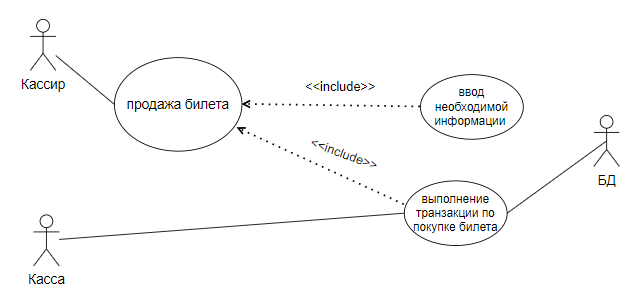 Кассир
продажа билета
<<include>>
ввод
необходимой
информации
<<include>>
БД
выполнение
транзакции по
покупке билета
Касса